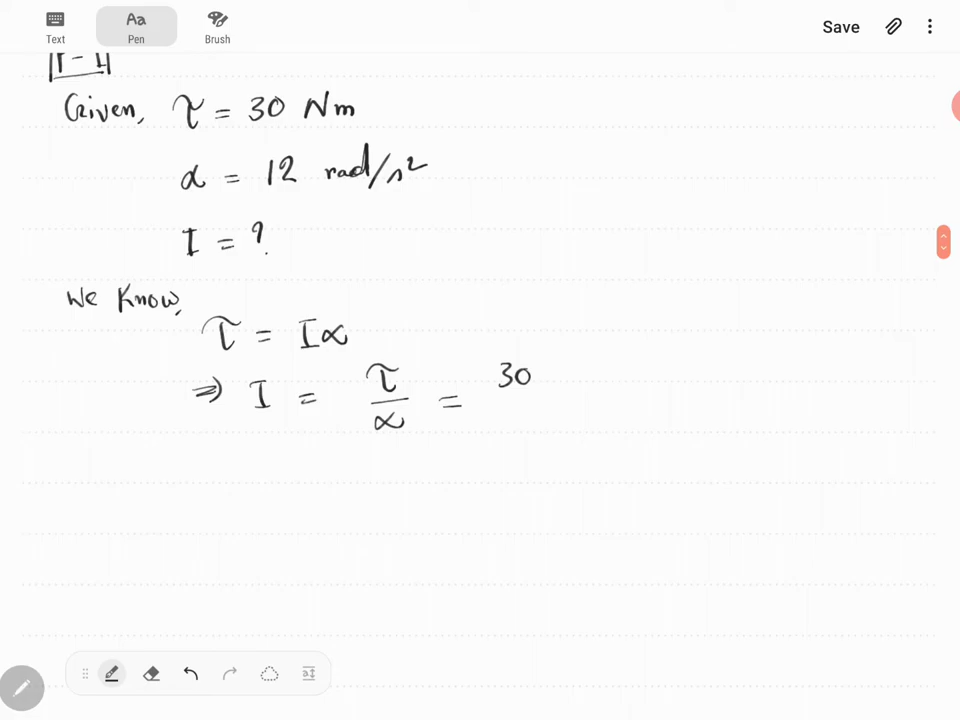 Text
Aa
Pen
Brush
Save
Given, τ = 30 Nm
α = 12 rad/s²
I = ?
We Know,
τ = Iα
⇒ I = τ/α = 30